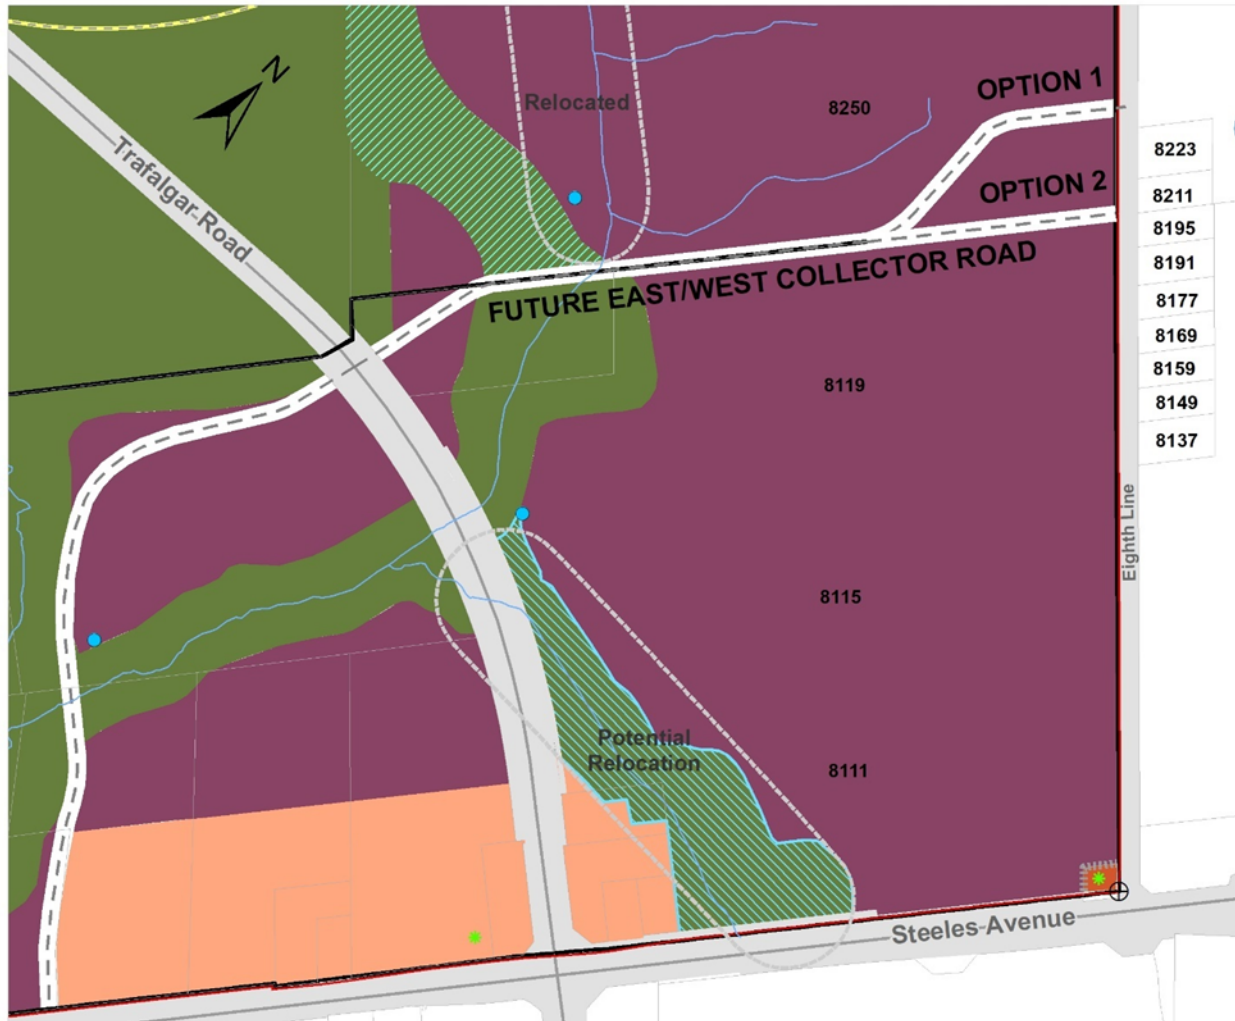 N
OPTION 1
Relocated
8250
Trafalgar Road
8223
OPTION 2
8211
8195
FUTURE EAST/WEST COLLECTOR ROAD
8191
8177
8169
8159
8119
8149
8137
Eighth Line
8115
Potential
Relocation
8111
Steeles Avenue